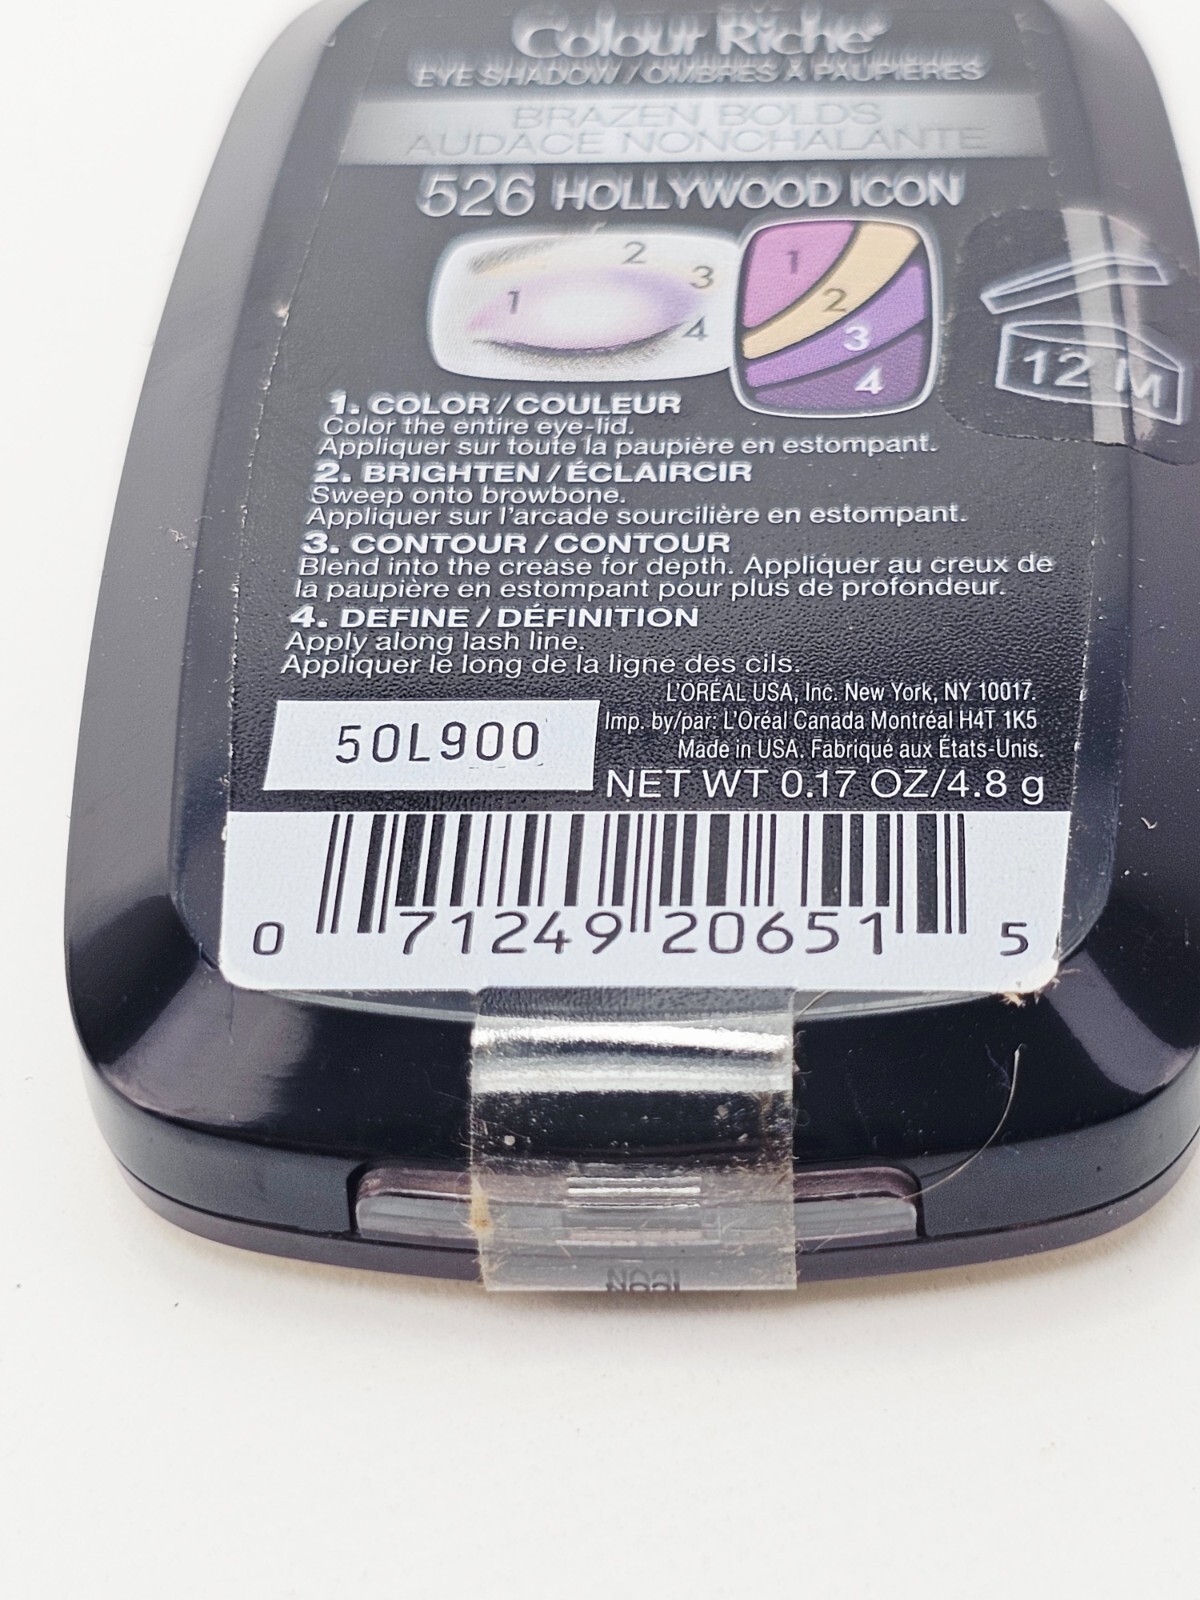 Colour Riche®
EYE SHADOW / OMBRES À PAUPIÈRES
BRAZEN BOLDS
AUDACE NONCHALANTE
526 HOLLYWOOD ICON
1
2
3
4
1
2
3
4
12 M
1. COLOR / COULEUR
Color the entire eye-lid.
Appliquer sur toute la paupière en estompant.
2. BRIGHTEN / ÉCLAIRCIR
Sweep onto browbone.
Appliquer sur l'arcade sourcilière en estompant.
3. CONTOUR / CONTOUR
Blend into the crease for depth. Appliquer au creux de
la paupière en estompant pour plus de profondeur.
4. DEFINE / DÉFINITION
Apply along lash line.
Appliquer le long de la ligne des cils.
L'ORÉAL USA, Inc. New York, NY 10017.
Imp. by/par: L'Oréal Canada Montréal H4T 1K5
Made in USA. Fabriqué aux États-Unis.
50L900
NET WT 0.17 OZ/4.8 g
0 71249 20651 5